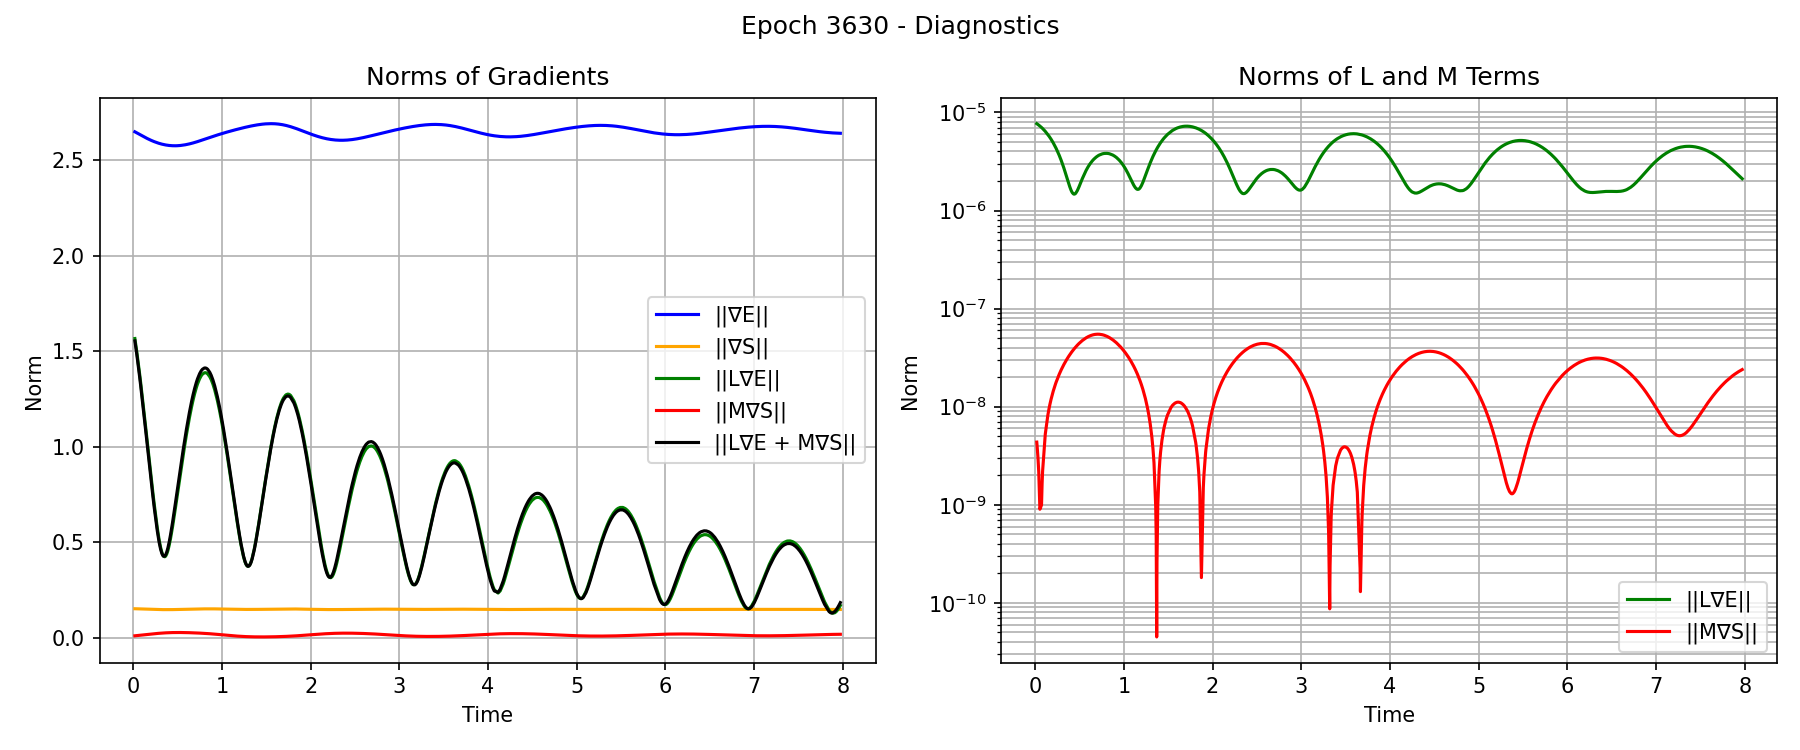 Epoch 3630 - Diagnostics
Norms of Gradients
Norm
2.5
2.0
1.5
1.0
0.5
0.0
||∇E||
||∇S||
||L∇E||
||M∇S||
||L∇E + M∇S||
0 1 2 3 4 5 6 7 8
Time
Norms of L and M Terms
Norm
10⁻⁵
10⁻⁶
10⁻⁷
10⁻⁸
10⁻⁹
10⁻¹⁰
||L∇E||
||M∇S||
0 1 2 3 4 5 6 7 8
Time